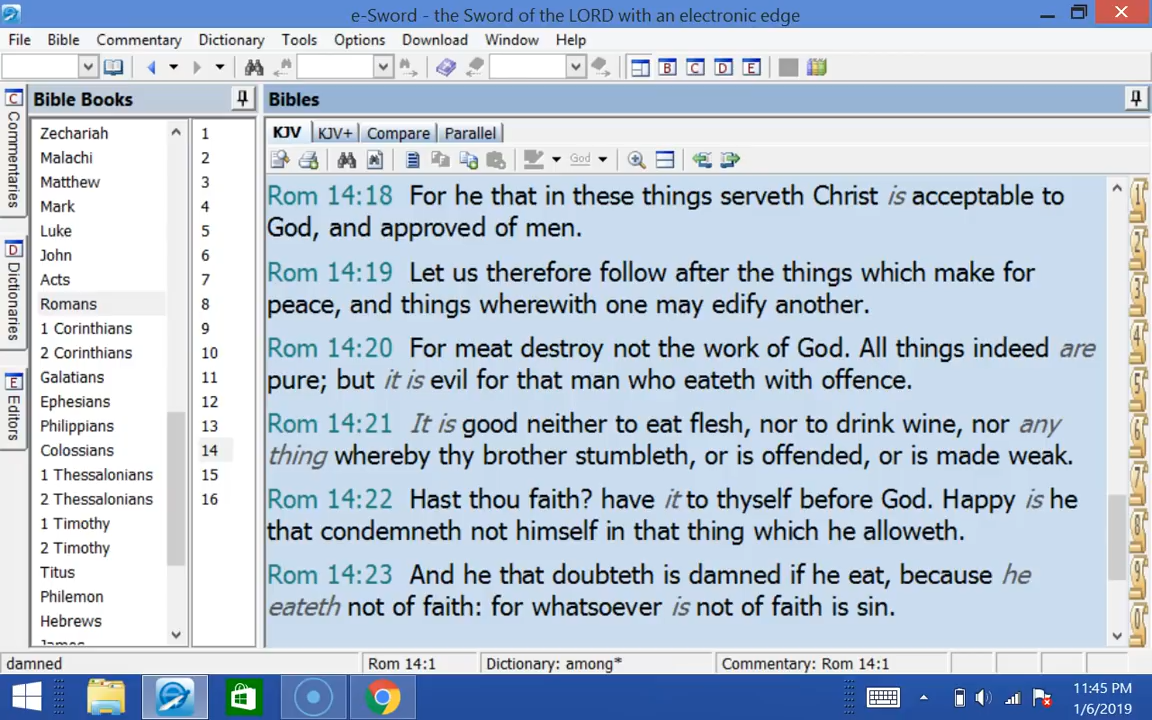 e-Sword - the Sword of the LORD with an electronic edge
File Bible Commentary Dictionary Tools Options Download Window Help
B C D E
C Commentaries
D Dictionaries
E Editors
Bible Books
Zechariah
Malachi
Matthew
Mark
Luke
John
Acts
Romans
1 Corinthians
2 Corinthians
Galatians
Ephesians
Philippians
Colossians
1 Thessalonians
2 Thessalonians
1 Timothy
2 Timothy
Titus
Philemon
Hebrews
James
1
2
3
4
5
6
7
8
9
10
11
12
13
14
15
16
Bibles
KJV KJV+ Compare Parallel
God
Rom 14:18 For he that in these things serveth Christ is acceptable to
God, and approved of men.
Rom 14:19 Let us therefore follow after the things which make for
peace, and things wherewith one may edify another.
Rom 14:20 For meat destroy not the work of God. All things indeed are
pure; but it is evil for that man who eateth with offence.
Rom 14:21 It is good neither to eat flesh, nor to drink wine, nor any
thing whereby thy brother stumbleth, or is offended, or is made weak.
Rom 14:22 Hast thou faith? have it to thyself before God. Happy is he
that condemneth not himself in that thing which he alloweth.
Rom 14:23 And he that doubteth is damned if he eat, because he
eateth not of faith: for whatsoever is not of faith is sin.
1
2
3
4
5
6
7
8
9
0
damned Rom 14:1 Dictionary: among* Commentary: Rom 14:1
11:45 PM
1/6/2019